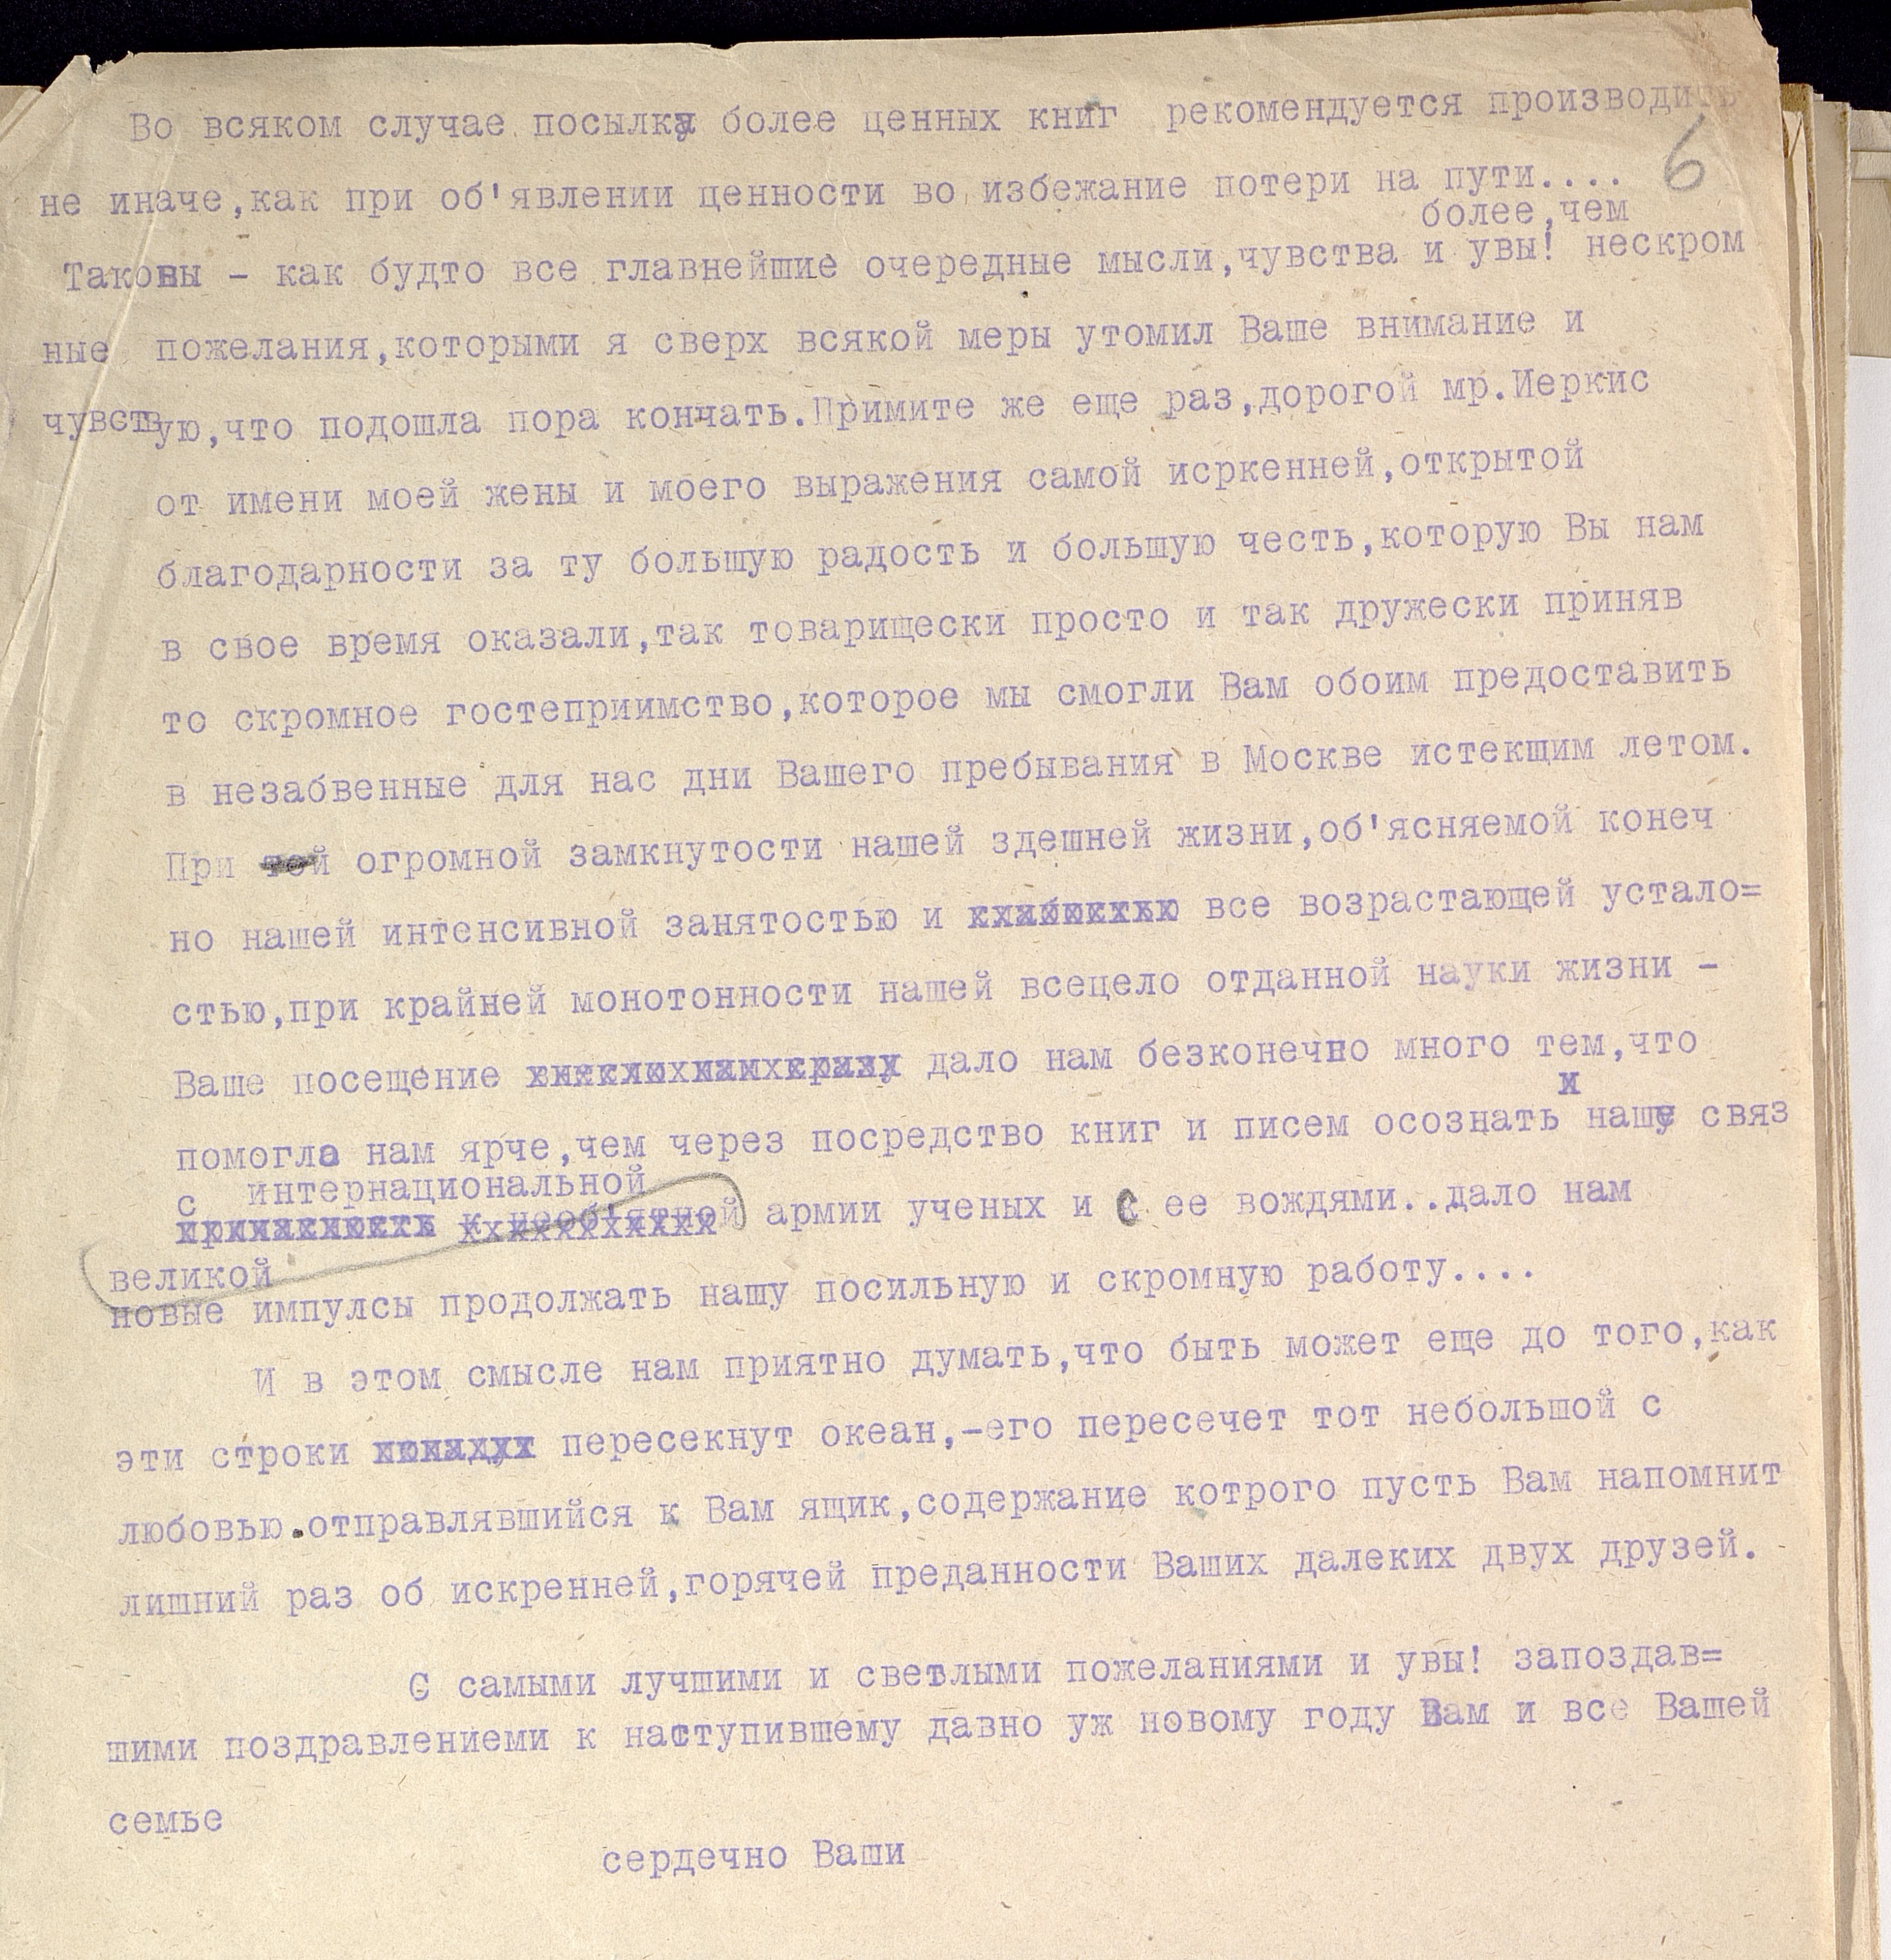 6
Во всяком случае посылку более ценных книг рекомендуется производить
не иначе,как при об'явлении ценности во избежание потери на пути....
более,чем
Таковы - как будто все главнейшие очередные мысли,чувства и увы! нескром
ные пожелания,которыми я сверх всякой меры утомил Ваше внимание и
чувствую,что подошла пора кончать.Примите же еще раз,дорогой мр.Иеркис
от имени моей жены и моего выражения самой исркенней,открытой
благодарности за ту большую радость и большую честь,которую Вы нам
в свое время оказали,так товарищески просто и так дружески приняв
то скромное гостеприимство,которое мы смогли Вам обоим предоставить
в незабвенные для нас дни Вашего пребывания в Москве истекщим летом.
При той огромной замкнутости нашей здешней жизни,об'ясняемой конеч
но нашей интенсивной занятостью и все возрастающей устало=
стью,при крайней монотонности нашей всецело отданной науки жизни -
Ваше посещение дало нам безконечно много тем,что
и
помогло нам ярче,чем через посредство книг и писем осознать нашу связ
с интернациональной
к необ'ятной армии ученых и с ее вождями..дало нам
великой
новые импулсы продолжать нашу посильную и скромную работу....
И в этом смысле нам приятно думать,что быть может еще до того,как
эти строки пересекнут океан,-его пересечет тот небольшой с
любовью.отправлявшийся к Вам ящик,содержание котрого пусть Вам напомнит
лишний раз об искренней,горячей преданности Ваших далеких двух друзей.
С самыми лучшими и светлыми пожеланиями и увы! запоздав=
шими поздравлениеми к наступившему давно уж новому году Вам и все Вашей
семье
сердечно Ваши